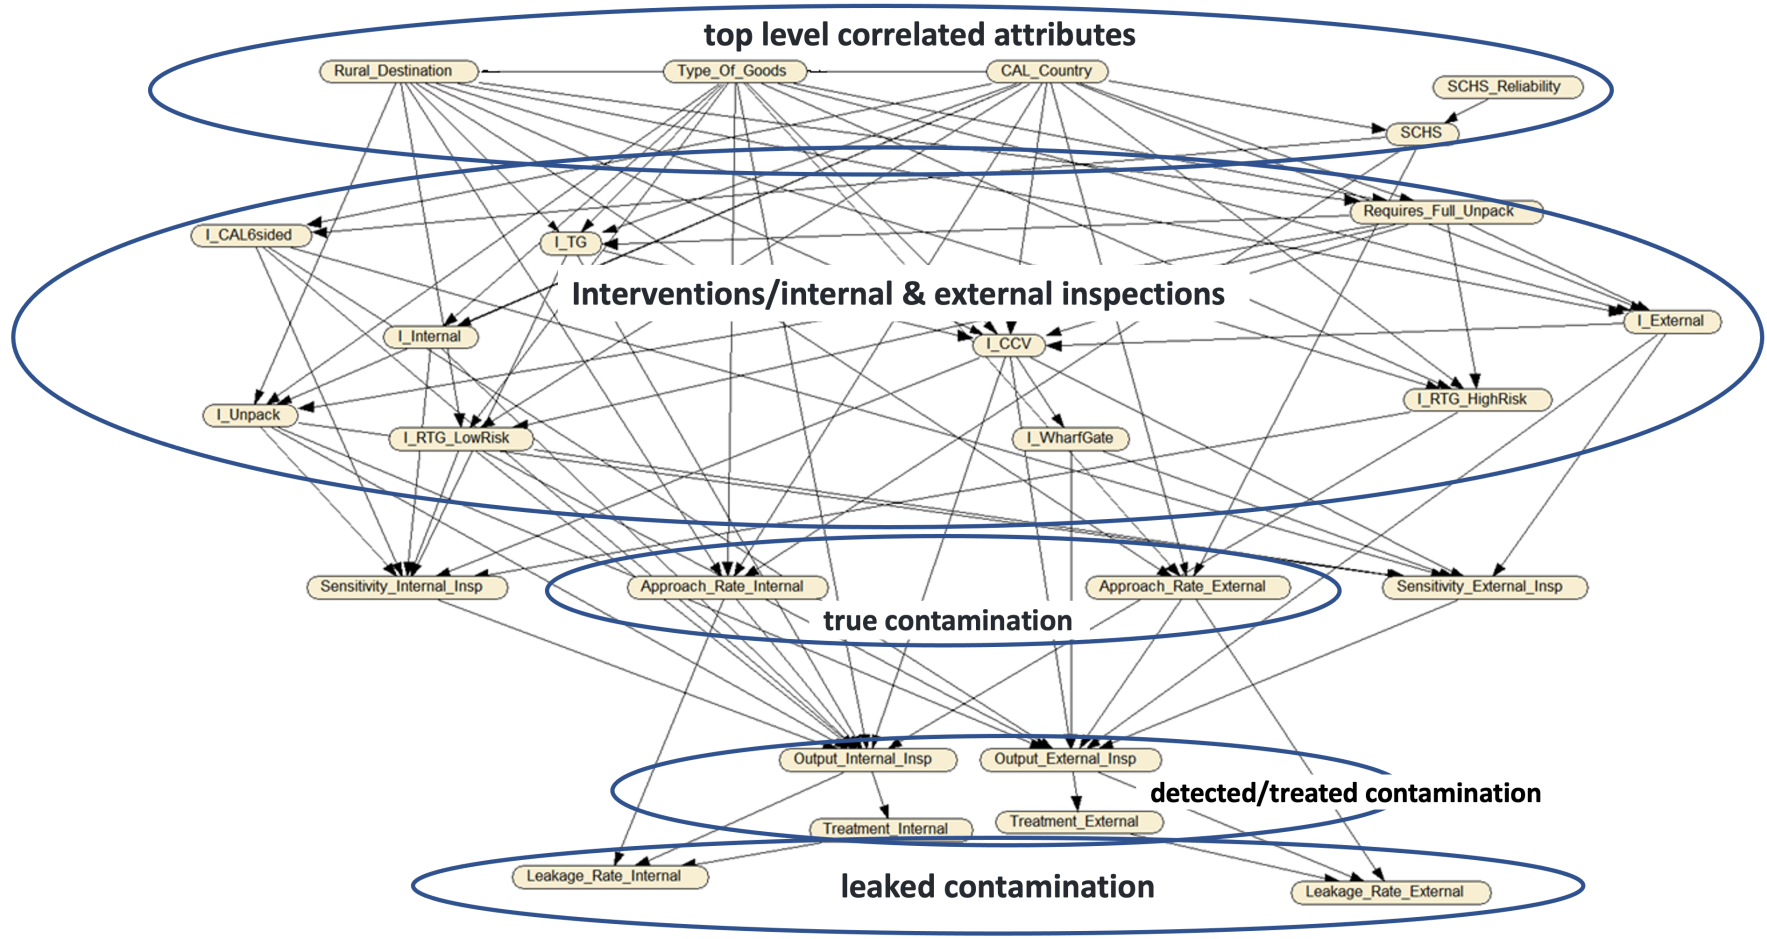 top level correlated attributes
Rural_Destination
Type_Of_Goods
CAL_Country
SCHS_Reliability
SCHS
Requires_Full_Unpack
I_CAL6sided
I_TG
Interventions/internal & external inspections
I_External
I_Internal
I_CCV
I_RTG_HighRisk
I_Unpack
I_RTG_LowRisk
I_WharfGate
Sensitivity_Internal_Insp
Approach_Rate_Internal
Approach_Rate_External
Sensitivity_External_Insp
true contamination
Output_Internal_Insp
Output_External_Insp
detected/treated contamination
Treatment_Internal
Treatment_External
Leakage_Rate_Internal
leaked contamination
Leakage_Rate_External